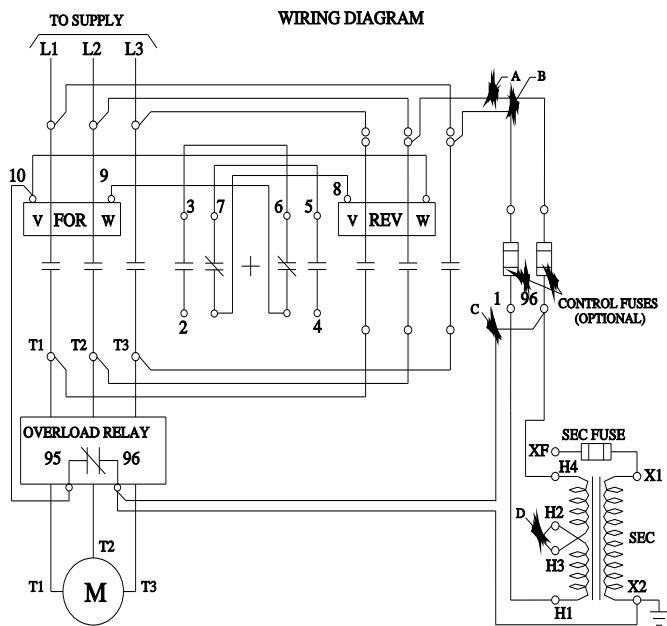 WIRING DIAGRAM
TO SUPPLY
L1 L2 L3
A B
10 9 8
3 7 6 5
V FOR W
V REV W
1 96
CONTROL FUSES
(OPTIONAL)
C
2 4
T1 T2 T3
OVERLOAD RELAY
95 96
SEC FUSE
XF
H4 X1
D H2
SEC
H3
T2
T1 M T3
X2
H1